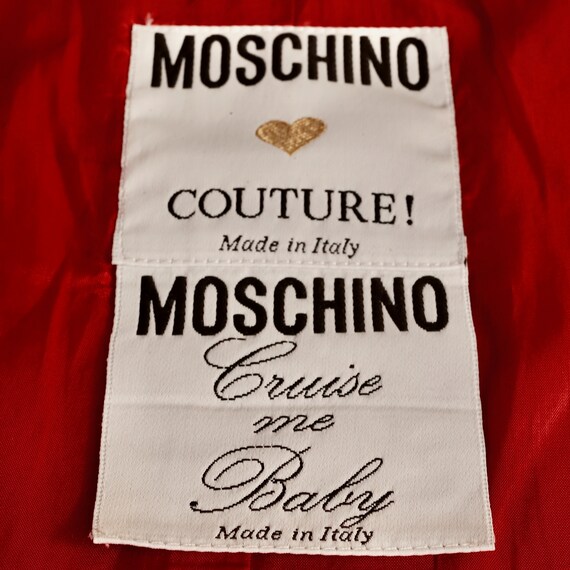 MOSCHINO
COUTURE!
Made in Italy
MOSCHINO
Cruise
me
Baby
Made in Italy